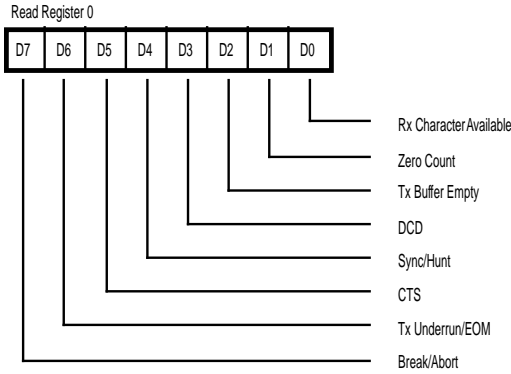 Read Register 0
D7 D6 D5 D4 D3 D2 D1 D0
Rx Character Available
Zero Count
Tx Buffer Empty
DCD
Sync/Hunt
CTS
Tx Underrun/EOM
Break/Abort